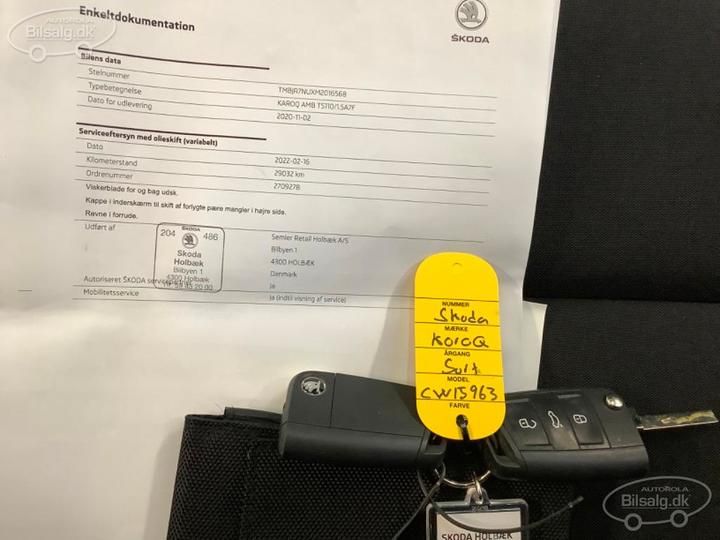 AUTOROLA
Bilsalg.dk
Enkeltdokumentation
ŠKODA
Bilens data
Stelnummer TMBJR7NUXM2016568
Typebetegnelse KAROQ AMB TS110/1.5A7F
Dato for udlevering 2020-11-02
Serviceeftersyn med olieskift (variabelt)
Dato 2022-02-16
Kilometerstand 29032 km
Ordrenummer 2709278
Viskerblade for og bag udsk.
Kappe i inderskærm til skift af forlygte pære mangler i højre side.
Revne i forrude.
Udført af Semler Retail Holbæk A/S
Bilbyen 1
4300 HOLBÆK
Danmark
204 ŠKODA 486
Skoda
Holbæk
Bilbyen 1
4300 Holbæk
Autoriseret ŠKODA Ja
Mobilitetsservice Ja (indtil visning af service)
NUMMER
Skoda
MÆRKE
KaroQ
ÅRGANG
Sort
MODEL
CW15963
FARVE
SKODA HOLBÆK
AUTOROLA
Bilsalg.dk